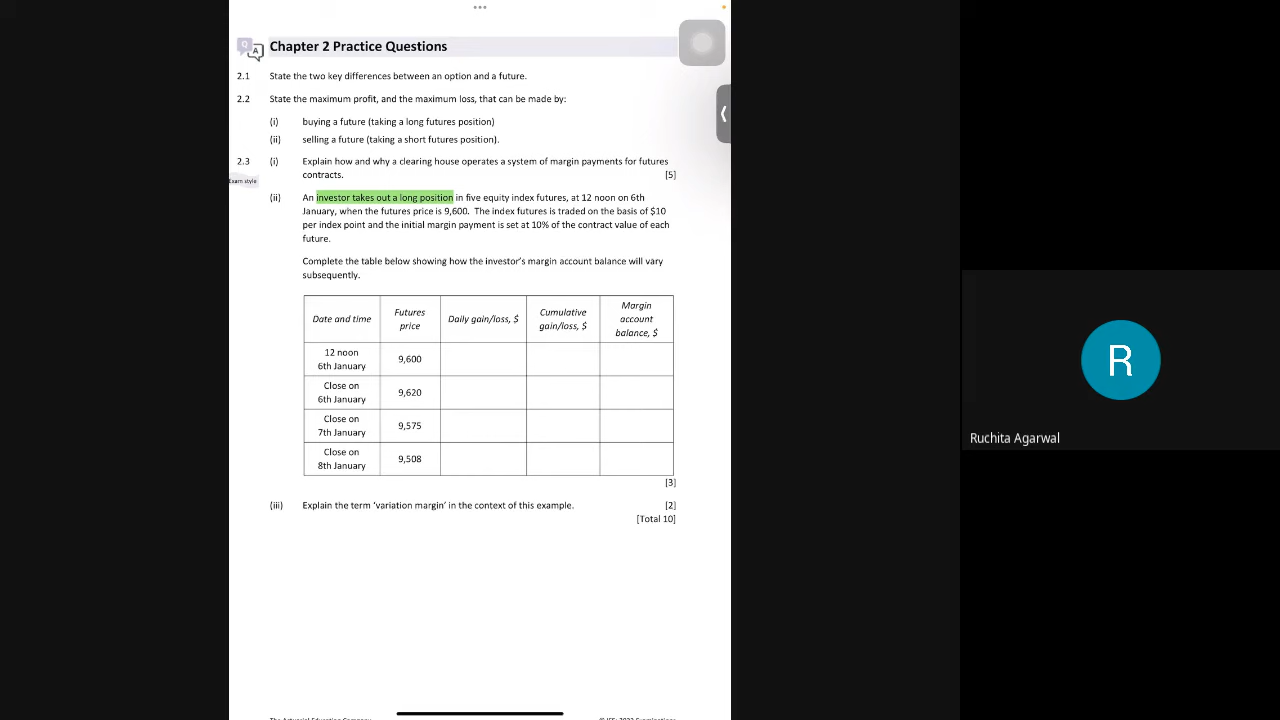 Q
A
Chapter 2 Practice Questions
2.1 State the two key differences between an option and a future.
2.2 State the maximum profit, and the maximum loss, that can be made by:
(i) buying a future (taking a long futures position)
(ii) selling a future (taking a short futures position).
2.3 (i) Explain how and why a clearing house operates a system of margin payments for futures
Exam style
contracts. [5]
(ii) An investor takes out a long position in five equity index futures, at 12 noon on 6th
January, when the futures price is 9,600. The index futures is traded on the basis of $10
per index point and the initial margin payment is set at 10% of the contract value of each
future.
Complete the table below showing how the investor's margin account balance will vary
subsequently.
Date and time
Futures
price
Daily gain/loss, $
Cumulative
gain/loss, $
Margin
account
balance, $
12 noon
6th January
9,600
Close on
6th January
9,620
Close on
7th January
9,575
Close on
8th January
9,508
[3]
(iii) Explain the term 'variation margin' in the context of this example. [2]
[Total 10]
R
Ruchita Agarwal